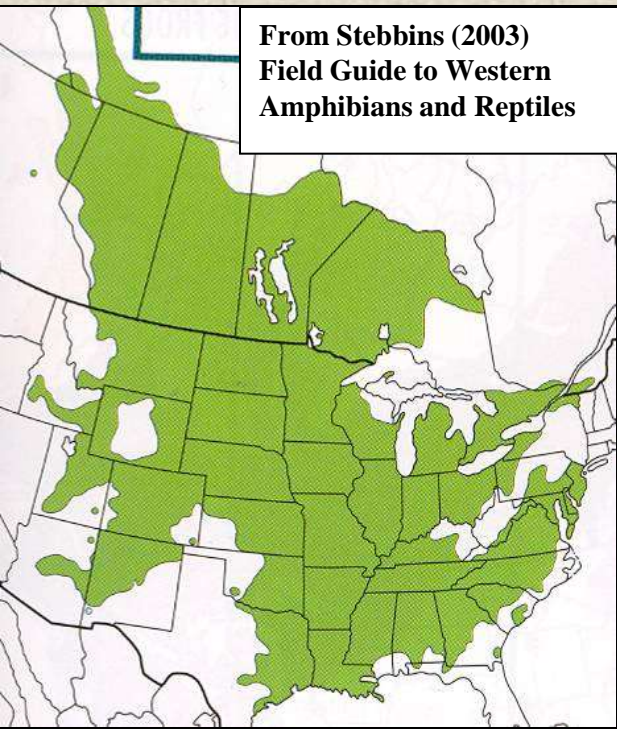 From Stebbins (2003)
Field Guide to Western
Amphibians and Reptiles